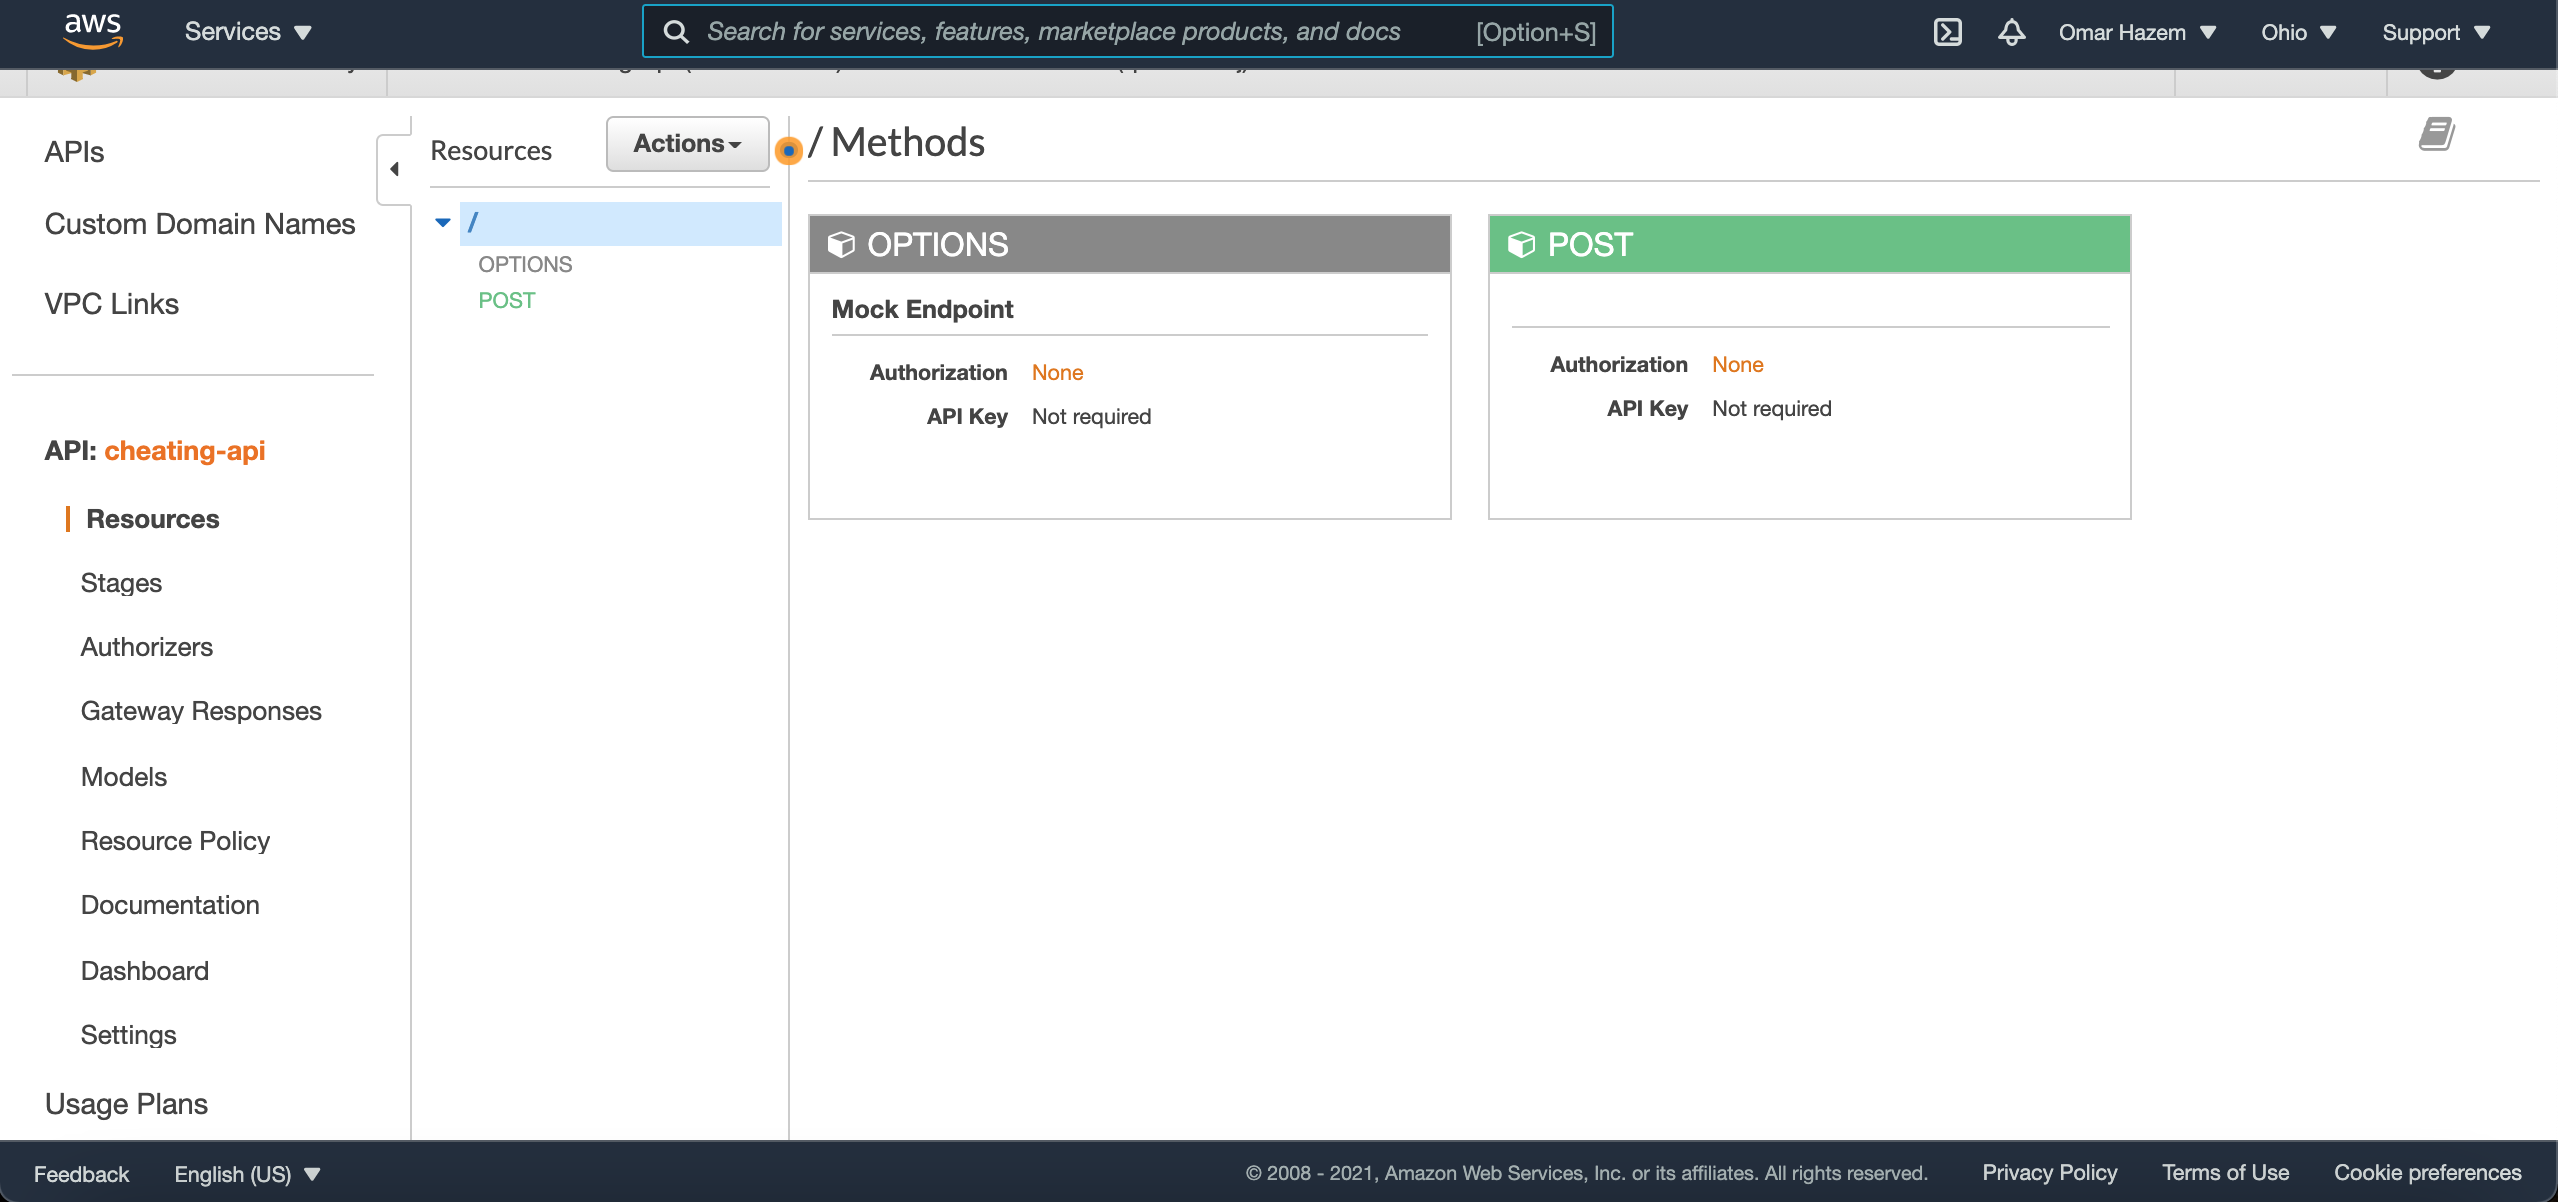 aws
Services
Search for services, features, marketplace products, and docs
[Option+S]
Omar Hazem
Ohio
Support
APIs
Custom Domain Names
VPC Links
API: cheating-api
Resources
Stages
Authorizers
Gateway Responses
Models
Resource Policy
Documentation
Dashboard
Settings
Usage Plans
Resources
Actions
/
OPTIONS
POST
/ Methods
OPTIONS
Mock Endpoint
Authorization None
API Key Not required
POST
Authorization None
API Key Not required
Feedback
English (US)
© 2008 - 2021, Amazon Web Services, Inc. or its affiliates. All rights reserved.
Privacy Policy
Terms of Use
Cookie preferences